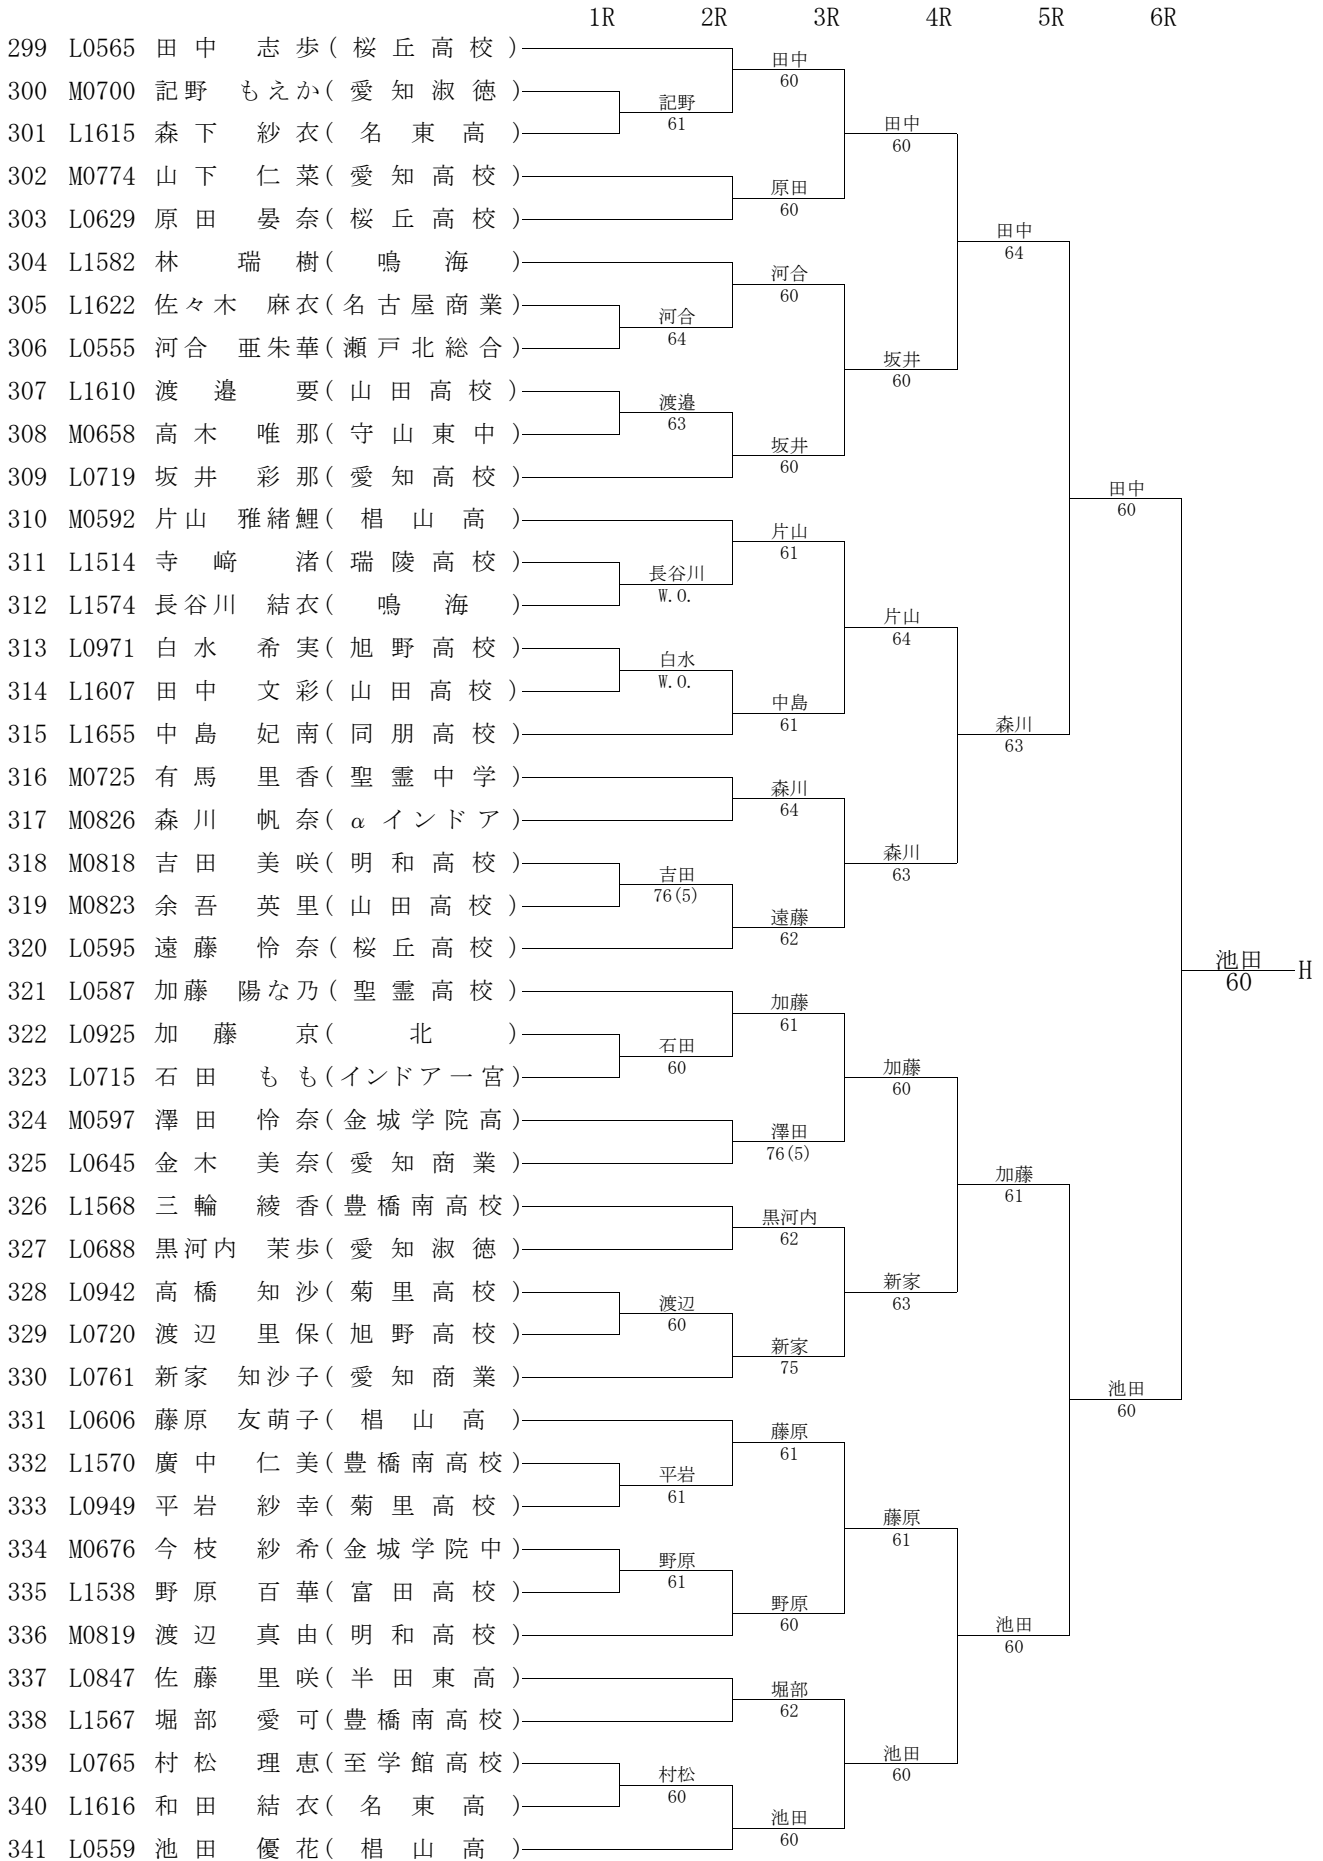 1R 2R 3R 4R 5R 6R
299 L0565 田中 志歩(桜丘高校)
田中
60
300 M0700 記野 もえか(愛知淑徳)
記野
61
301 L1615 森下 紗衣(名東高)
田中
60
302 M0774 山下 仁菜(愛知高校)
原田
60
303 L0629 原田 晏奈(桜丘高校)
田中
64
304 L1582 林 瑞樹(鳴海)
河合
60
305 L1622 佐々木 麻衣(名古屋商業)
河合
64
306 L0555 河合 亜朱華(瀬戸北総合)
坂井
60
307 L1610 渡邉 要(山田高校)
渡邉
63
308 M0658 高木 唯那(守山東中)
坂井
60
309 L0719 坂井 彩那(愛知高校)
田中
60
310 M0592 片山 雅緒鯉(椙山高)
片山
61
311 L1514 寺﨑 渚(瑞陵高校)
長谷川
W.O.
312 L1574 長谷川 結衣(鳴海)
片山
64
313 L0971 白水 希実(旭野高校)
白水
W.O.
314 L1607 田中 文彩(山田高校)
中島
61
315 L1655 中島 妃南(同朋高校)
森川
63
316 M0725 有馬 里香(聖霊中学)
森川
64
317 M0826 森川 帆奈(αインドア)
森川
63
318 M0818 吉田 美咲(明和高校)
吉田
76(5)
319 M0823 余吾 英里(山田高校)
遠藤
62
320 L0595 遠藤 怜奈(桜丘高校)
池田
60
H
321 L0587 加藤 陽な乃(聖霊高校)
加藤
61
322 L0925 加藤 京(北)
石田
60
323 L0715 石田 もも(インドア一宮)
加藤
60
324 M0597 澤田 怜奈(金城学院高)
澤田
76(5)
325 L0645 金木 美奈(愛知商業)
加藤
61
326 L1568 三輪 綾香(豊橋南高校)
黒河内
62
327 L0688 黒河内 茉歩(愛知淑徳)
新家
63
328 L0942 高橋 知沙(菊里高校)
渡辺
60
329 L0720 渡辺 里保(旭野高校)
新家
75
330 L0761 新家 知沙子(愛知商業)
池田
60
331 L0606 藤原 友萌子(椙山高)
藤原
61
332 L1570 廣中 仁美(豊橋南高校)
平岩
61
333 L0949 平岩 紗幸(菊里高校)
藤原
61
334 M0676 今枝 紗希(金城学院中)
野原
61
335 L1538 野原 百華(富田高校)
野原
60
336 M0819 渡辺 真由(明和高校)
池田
60
337 L0847 佐藤 里咲(半田東高)
堀部
62
338 L1567 堀部 愛可(豊橋南高校)
池田
60
339 L0765 村松 理恵(至学館高校)
村松
60
340 L1616 和田 結衣(名東高)
池田
60
341 L0559 池田 優花(椙山高)